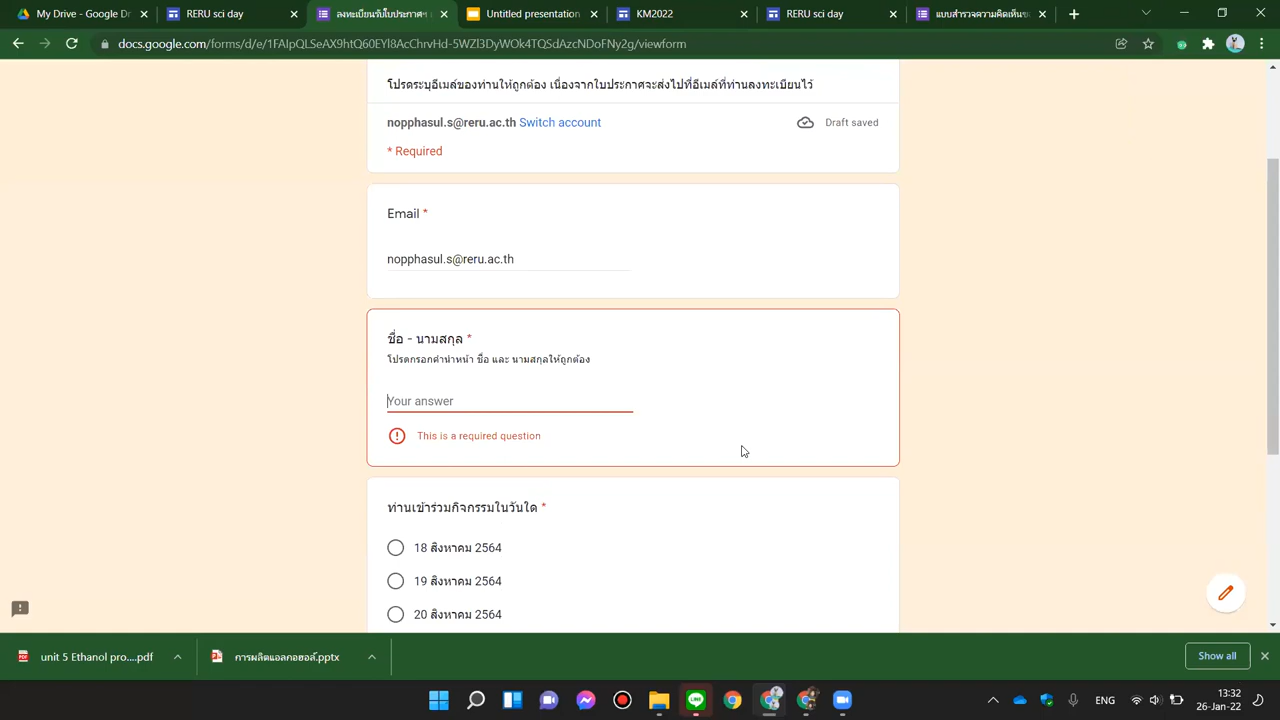 My Drive - Google Dr
RERU sci day
ลงทะเบียนรับใบประกาศฯ
Untitled presentation
KM2022
RERU sci day
แบบสำรวจความคิดเห็นข
docs.google.com/forms/d/e/1FAIpQLSeAX9htQ60EYl8AcChrvHd-5WZl3DyWOk4TQSdAzcNDoFNy2g/viewform
โปรดระบุอีเมล์ของท่านให้ถูกต้อง เนื่องจากใบประกาศจะส่งไปที่อีเมล์ที่ท่านลงทะเบียนไว้
nopphasul.s@reru.ac.th Switch account
Draft saved
* Required
Email *
nopphasul.s@reru.ac.th
ชื่อ - นามสกุล *
โปรดกรอกคำนำหน้า ชื่อ และ นามสกุลให้ถูกต้อง
Your answer
This is a required question
ท่านเข้าร่วมกิจกรรมในวันใด *
18 สิงหาคม 2564
19 สิงหาคม 2564
20 สิงหาคม 2564
unit 5 Ethanol pro....pdf
การผลิตแอลกอฮอล์.pptx
Show all
ENG
13:32
26-Jan-22